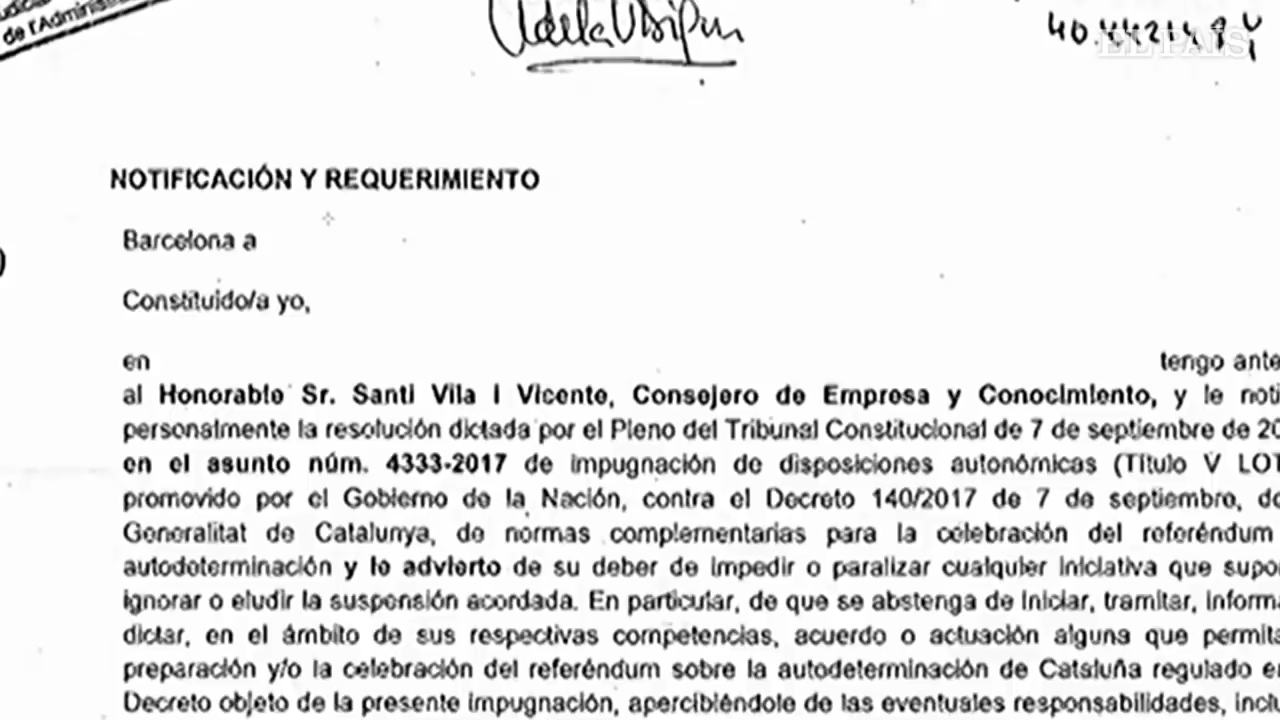 de l'Administ
EL PAÍS
NOTIFICACIÓN Y REQUERIMIENTO
Barcelona a
Constituido/a yo,
en tengo ante
al Honorable Sr. Santi Vila I Vicente, Consejero de Empresa y Conocimiento, y le noti
personalmente la resolución dictada por el Pleno del Tribunal Constitucional de 7 de septiembre de 20
en el asunto núm. 4333-2017 de impugnación de disposiciones autonómicas (Título V LOT
promovido por el Gobierno de la Nación, contra el Decreto 140/2017 de 7 de septiembre, de
Generalitat de Catalunya, de normas complementarias para la celebración del referéndum
autodeterminación y le advierto de su deber de impedir o paralizar cualquier iniciativa que supo
ignorar o eludir la suspensión acordada. En particular, de que se abstenga de iniciar, tramitar, informa
dictar, en el ámbito de sus respectivas competencias, acuerdo o actuación alguna que permita
preparación y/o la celebración del referéndum sobre la autodeterminación de Cataluña regulado e
Decreto objeto de la presente impugnación, apercibiéndole de las eventuales responsabilidades, inclu